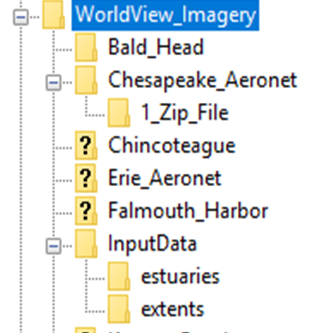 WorldView_Imagery
Bald_Head
Chesapeake_Aeronet
1_Zip_File
Chincoteague
Erie_Aeronet
Falmouth_Harbor
InputData
estuaries
extents